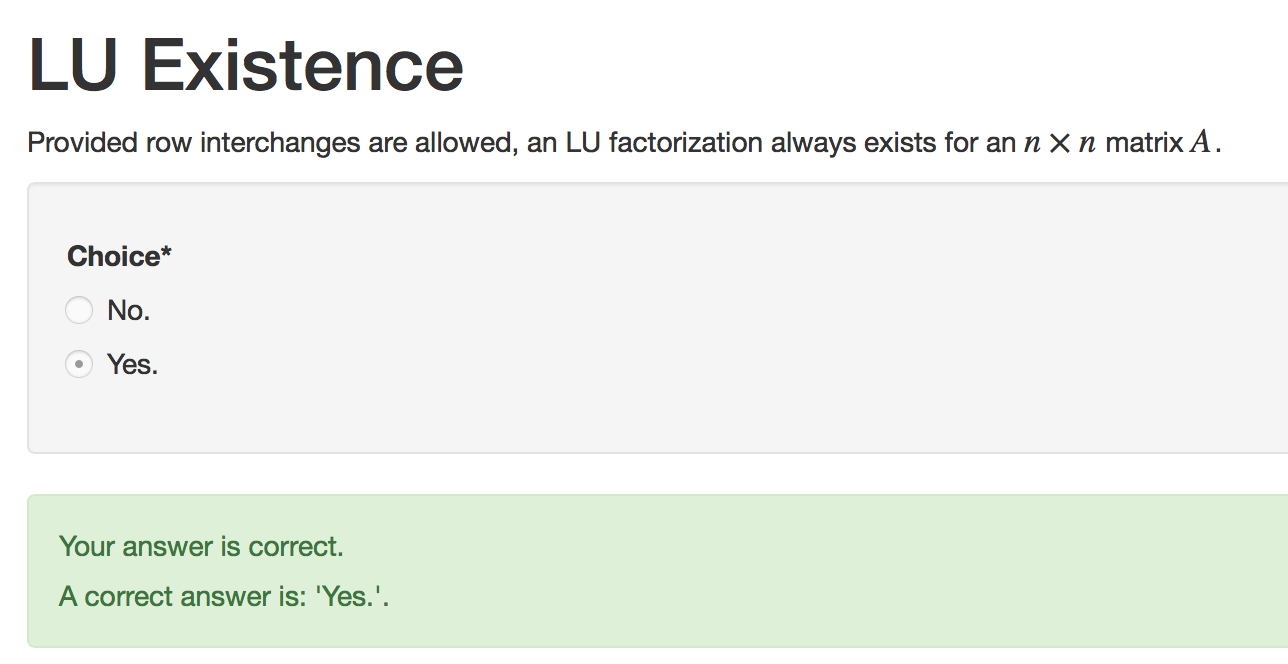 LU Existence
Provided row interchanges are allowed, an LU factorization always exists for an n × n matrix A.
Choice*
No.
Yes.
Your answer is correct.
A correct answer is: 'Yes.'.